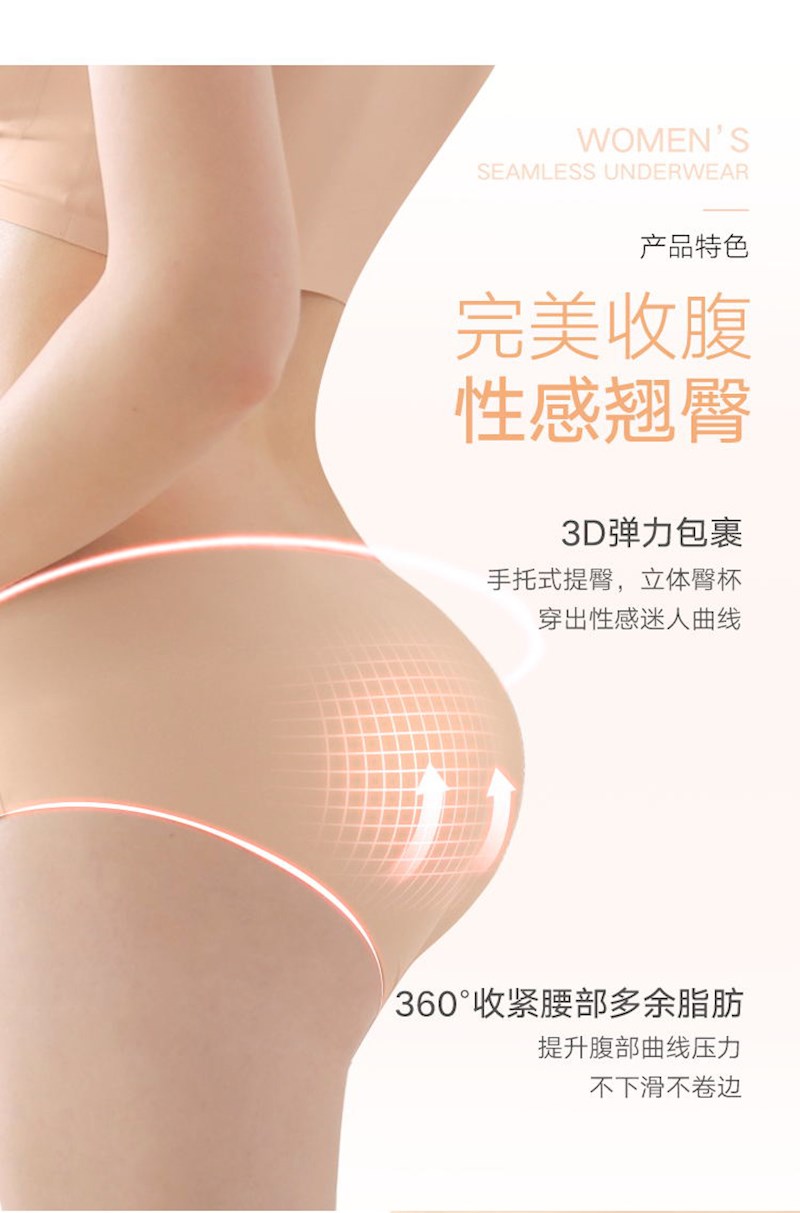 WOMEN'S
SEAMLESS UNDERWEAR
产品特色
完美收腹
性感翘臀
3D弹力包裹
手托式提臀，立体臀杯
穿出性感迷人曲线
360°收紧腰部多余脂肪
提升腹部曲线压力
不下滑不卷边